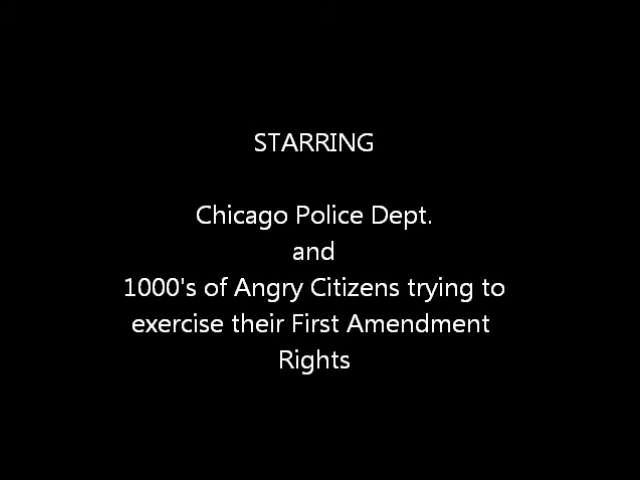 STARRING
Chicago Police Dept.
and
1000's of Angry Citizens trying to
exercise their First Amendment
Rights